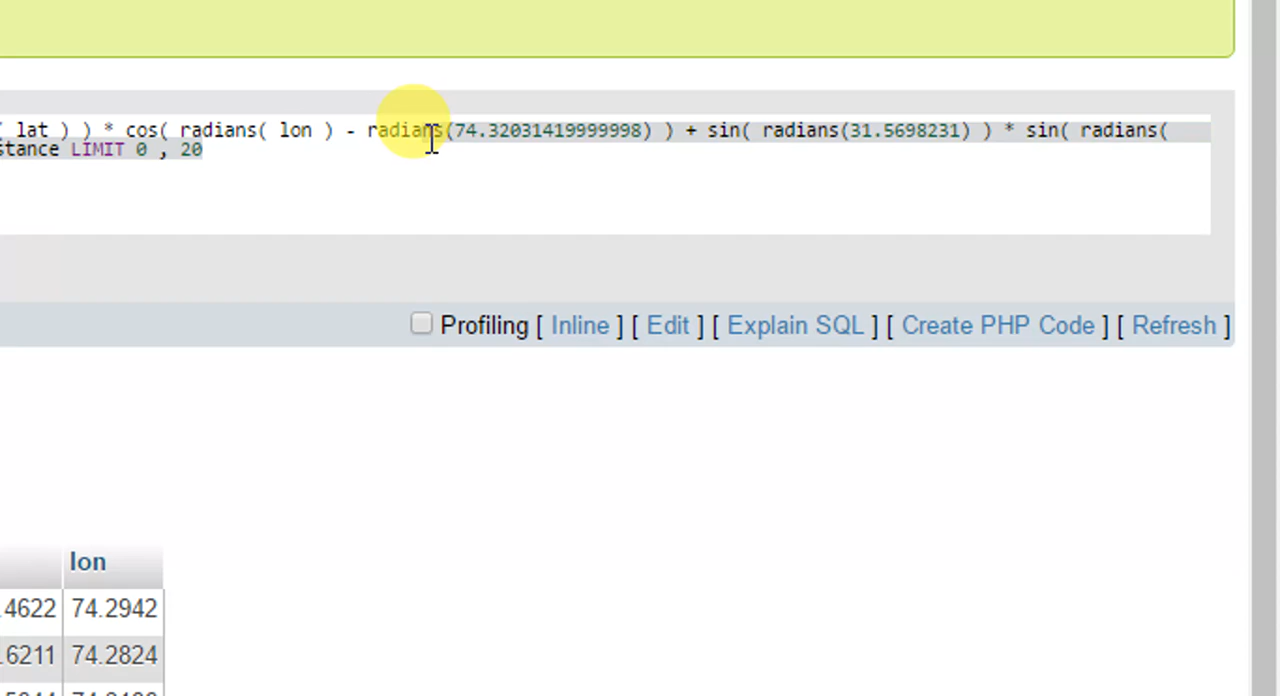 ( lat ) ) * cos( radians( lon ) - radians(74.32031419999998) ) + sin( radians(31.5698231) ) * sin( radians(
stance LIMIT 0 , 20
Profiling [ Inline ] [ Edit ] [ Explain SQL ] [ Create PHP Code ] [ Refresh ]
lon
.4622 74.2942
.6211 74.2824